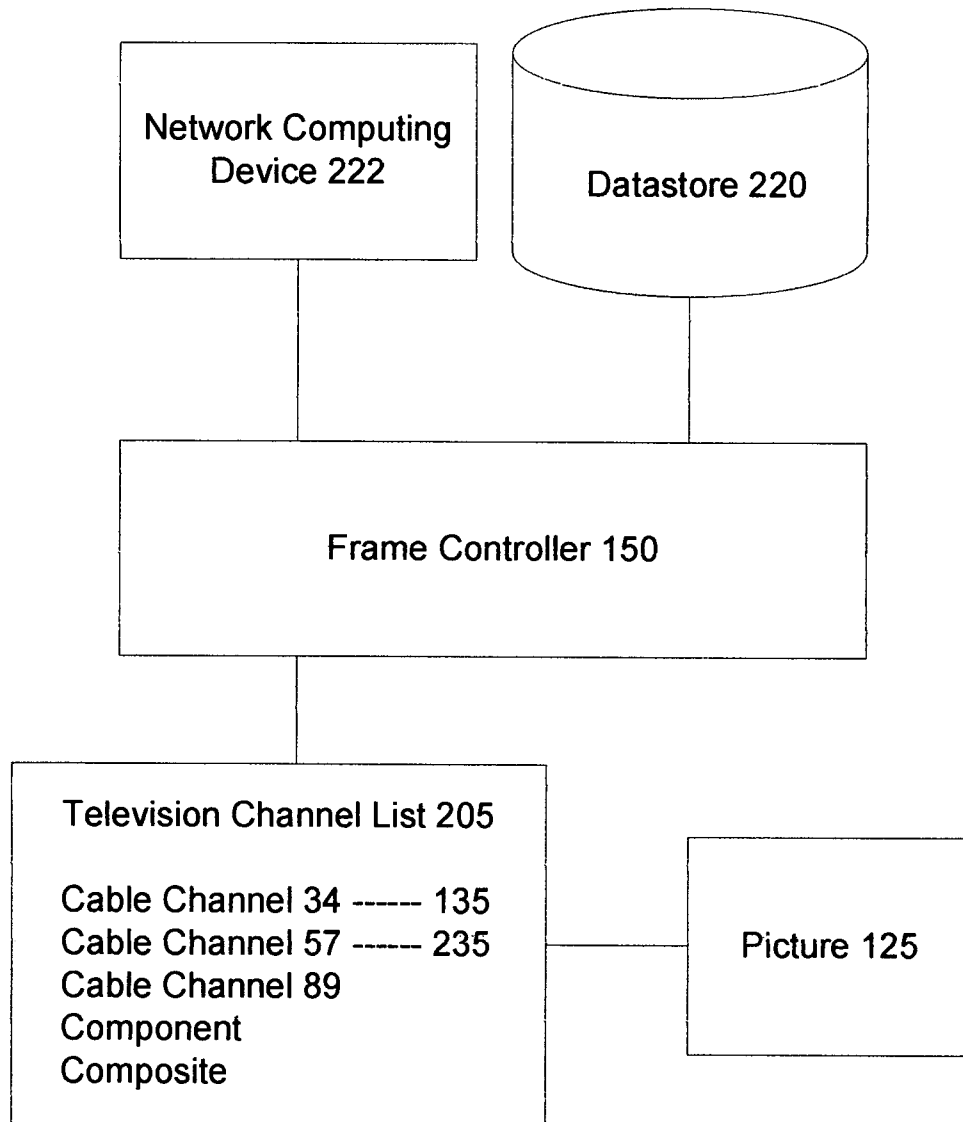 Network Computing
Device 222
Datastore 220
Frame Controller 150
Television Channel List 205
Cable Channel 34 ------ 135
Cable Channel 57 ------ 235
Cable Channel 89
Component
Composite
Picture 125